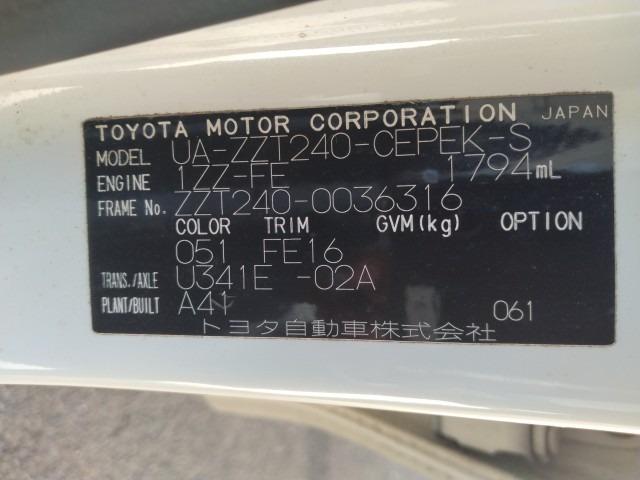 TOYOTA MOTOR CORPORATION JAPAN
MODEL UA-ZZT240-CEPEK-S
ENGINE 1ZZ-FE 1794mL
FRAME No. ZZT240-0036316
COLOR TRIM GVM(kg) OPTION
051 FE16
TRANS./AXLE U341E -02A
PLANT/BUILT A41 061
トヨタ自動車株式会社